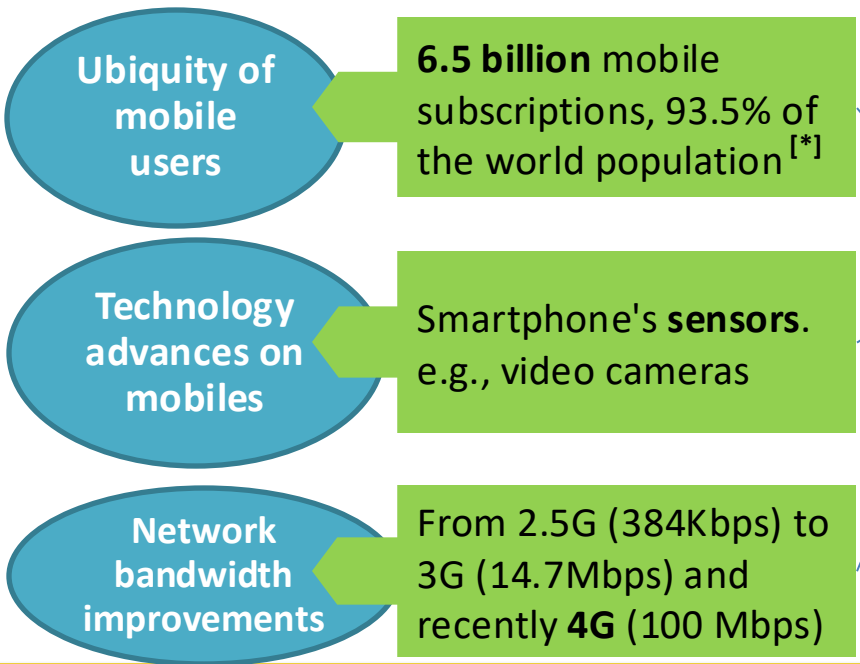 Ubiquity of
mobile
users
6.5 billion mobile
subscriptions, 93.5% of
the world population [*]
Technology
advances on
mobiles
Smartphone's sensors.
e.g., video cameras
Network
bandwidth
improvements
From 2.5G (384Kbps) to
3G (14.7Mbps) and
recently 4G (100 Mbps)